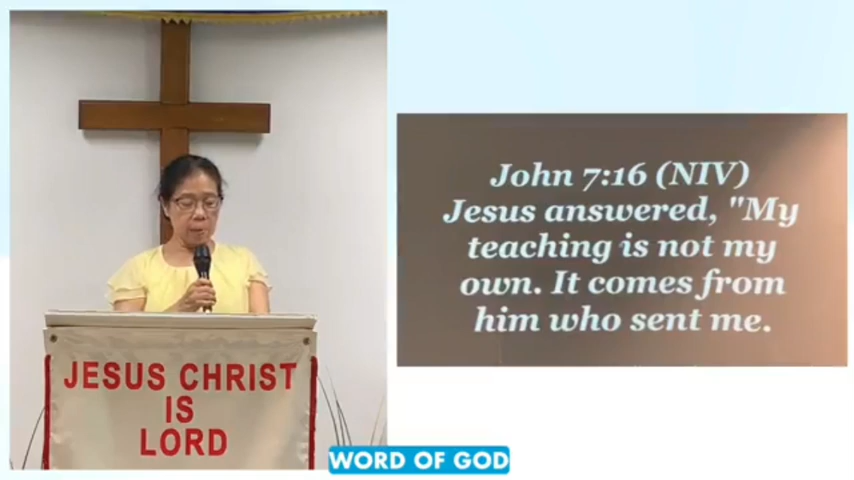 JESUS CHRIST
IS
LORD
John 7:16 (NIV)
Jesus answered, "My
teaching is not my
own. It comes from
him who sent me.
WORD OF GOD